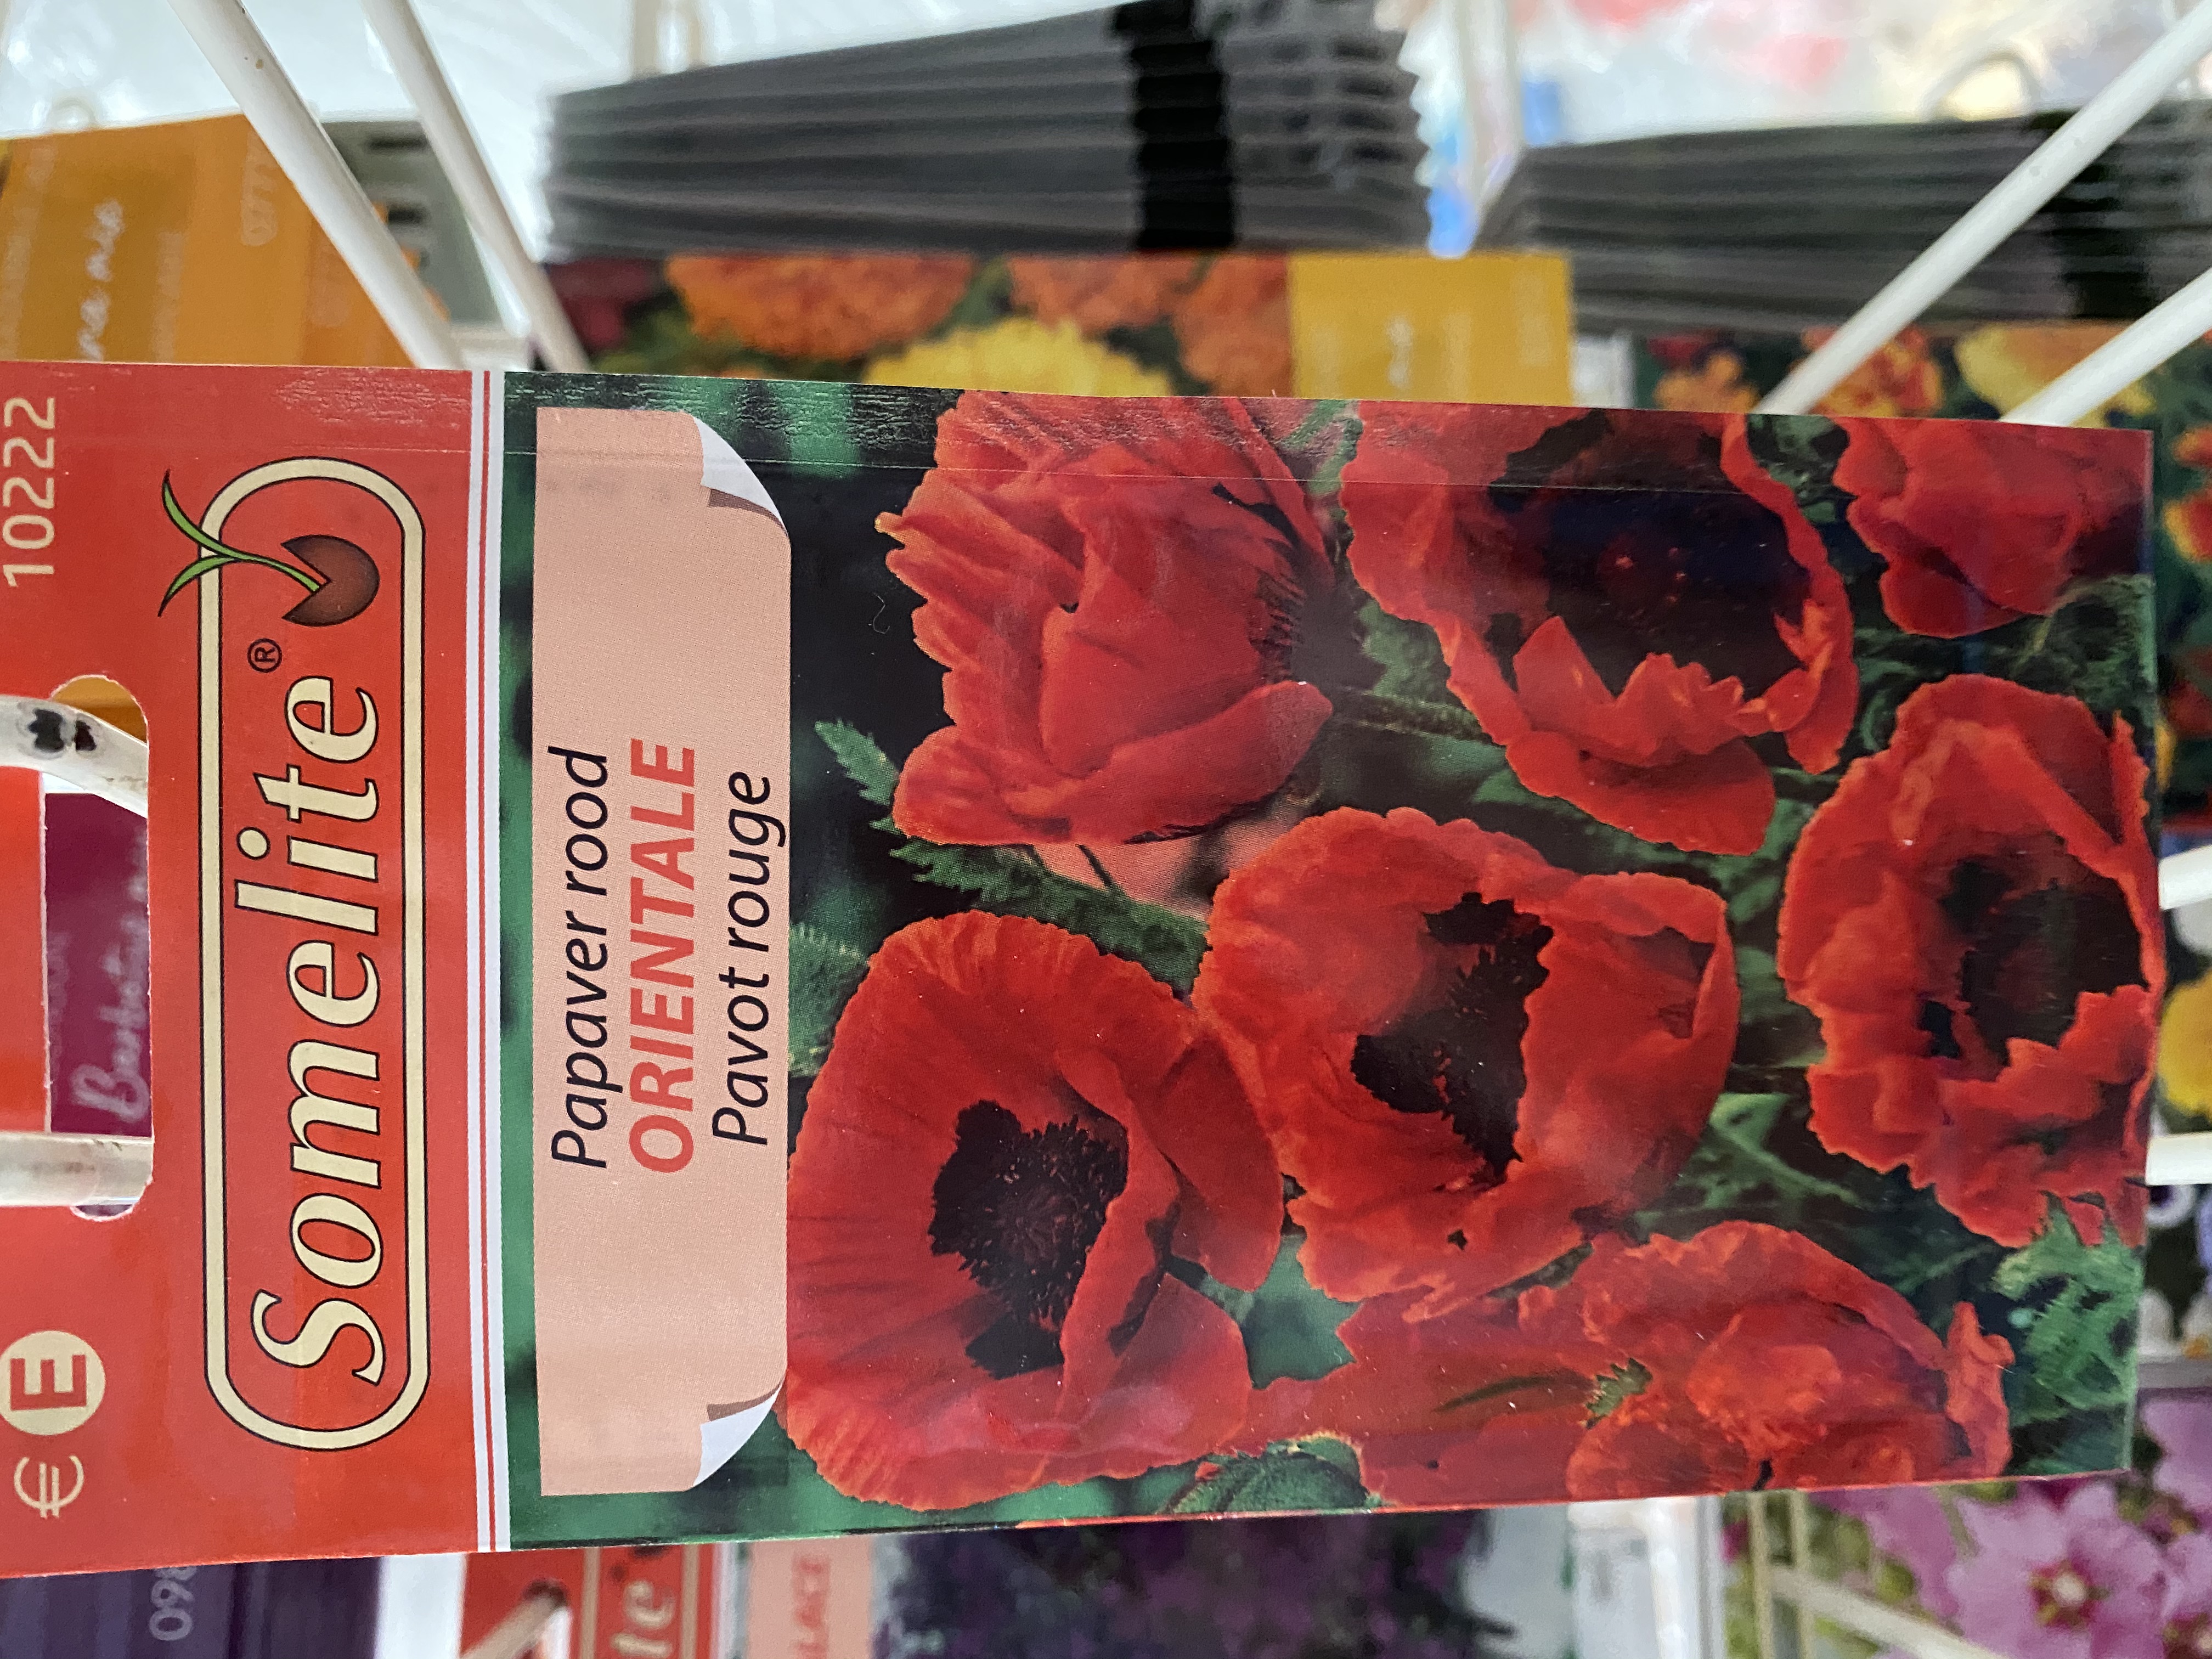 € E 10222
Somelite®
Papaver rood
ORIENTALE
Pavot rouge